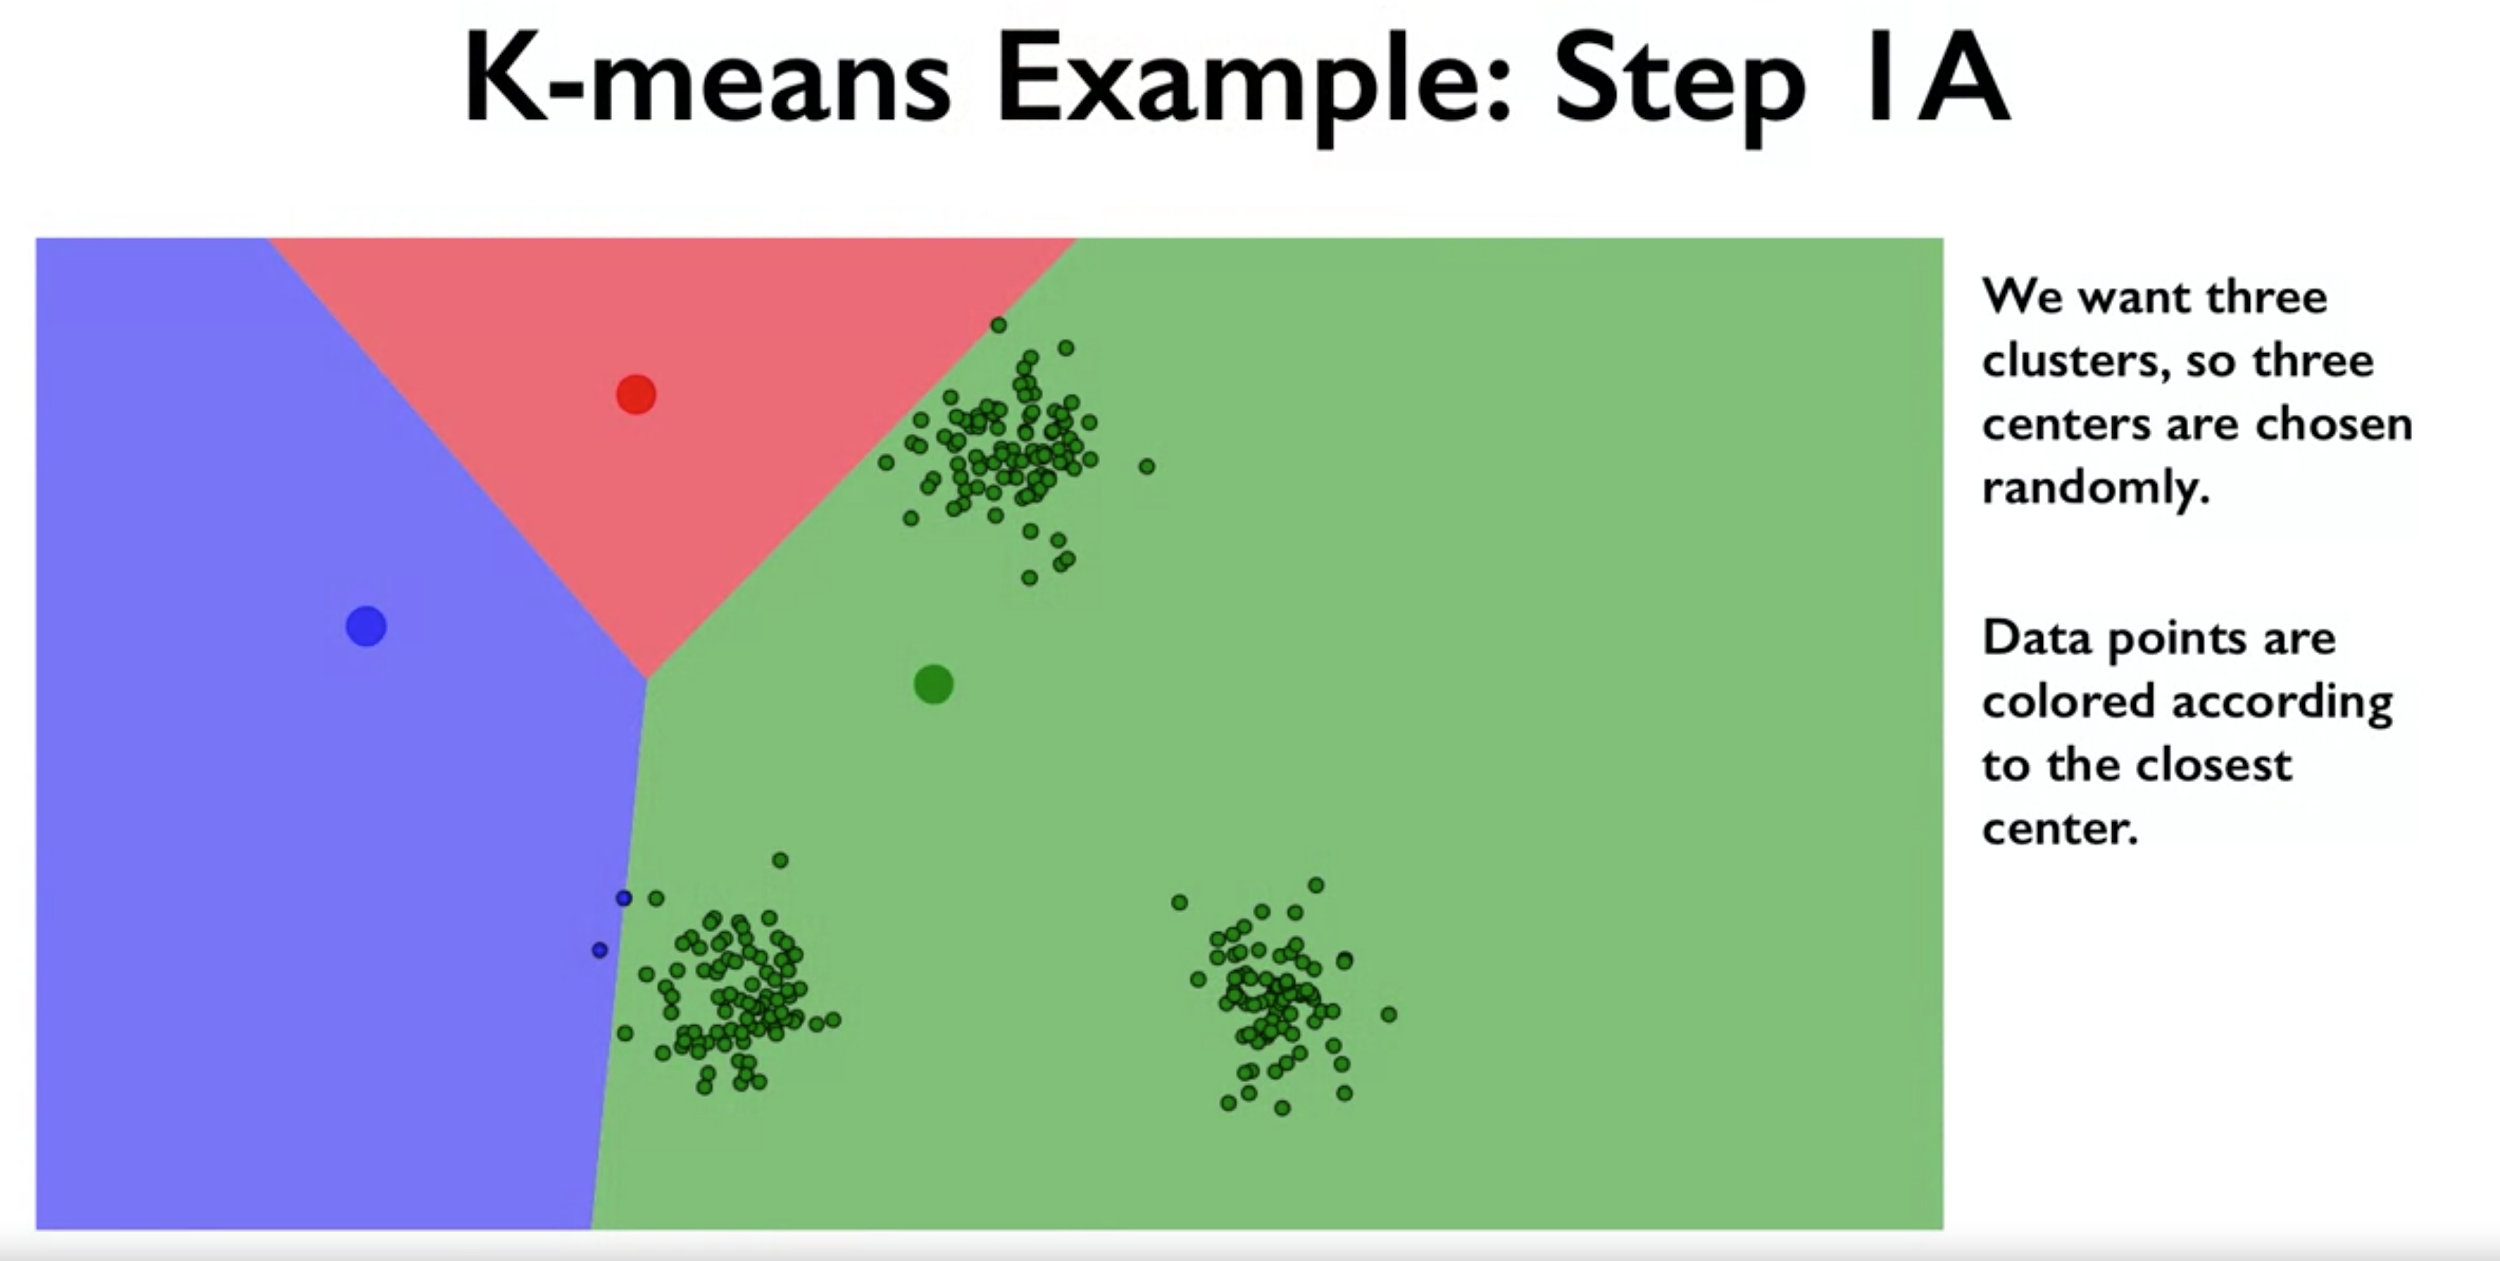 K-means Example: Step 1A
We want three
clusters, so three
centers are chosen
randomly.
Data points are
colored according
to the closest
center.